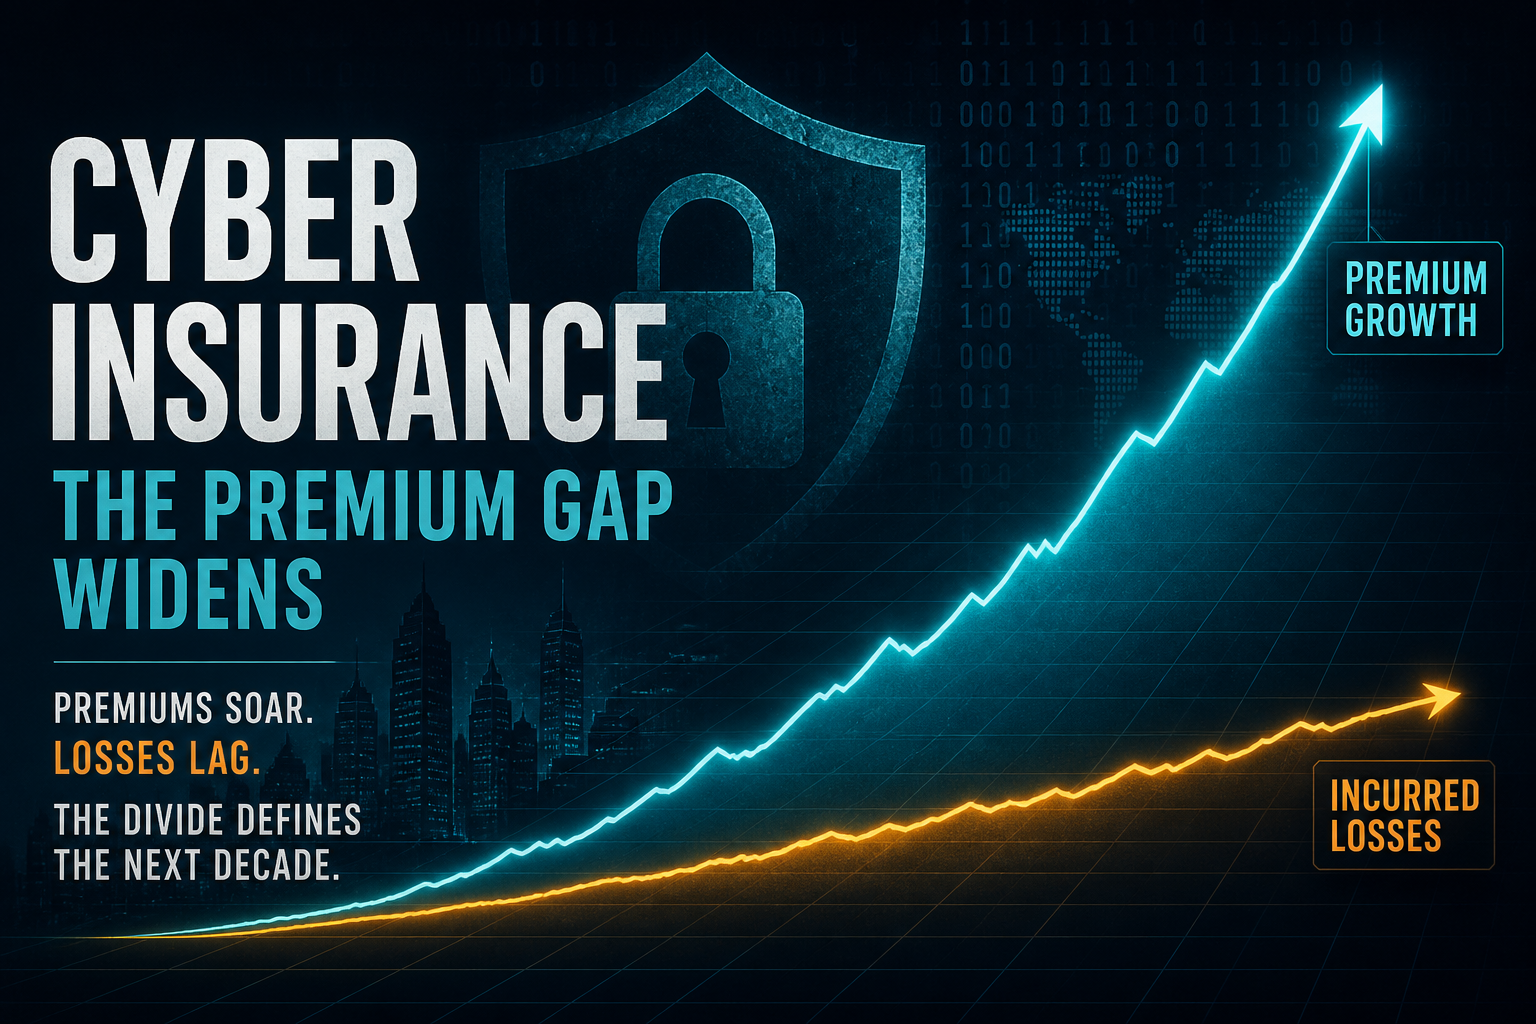 CYBER
INSURANCE
THE PREMIUM GAP
WIDENS
PREMIUMS SOAR.
LOSSES LAG.
THE DIVIDE DEFINES
THE NEXT DECADE.
PREMIUM
GROWTH
INCURRED
LOSSES